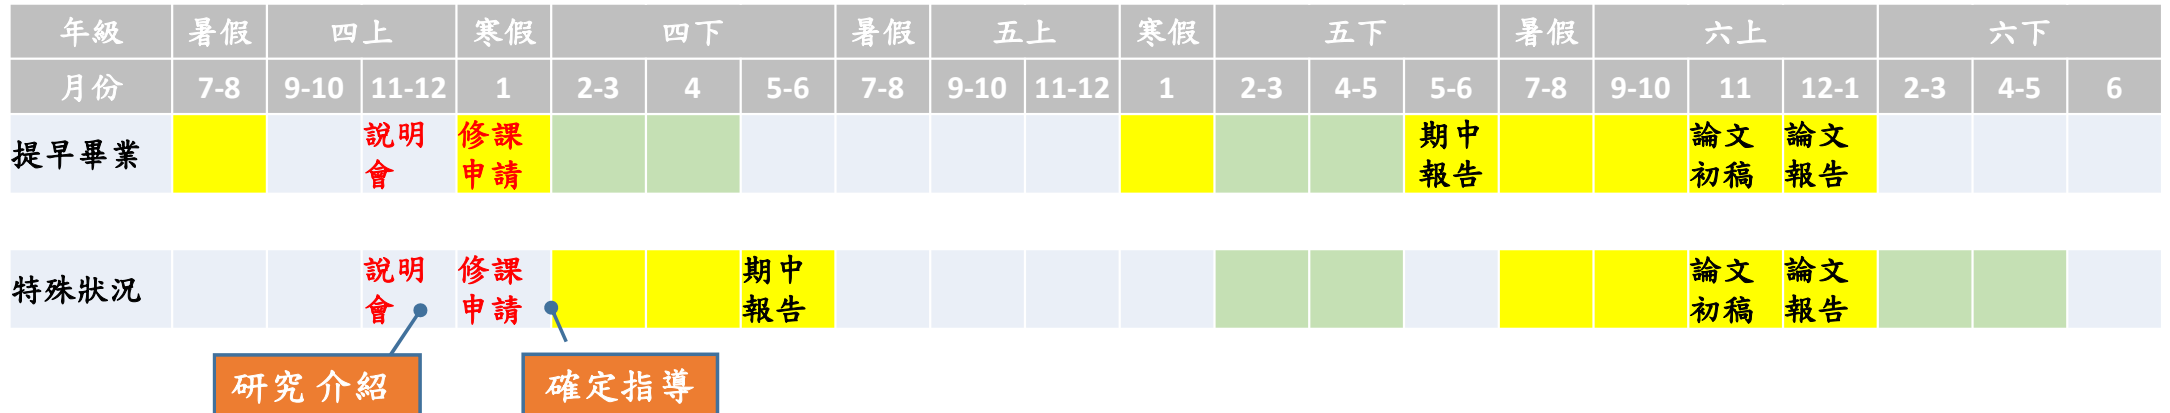 年級 暑假 四上 寒假 四下 暑假 五上 寒假 五下 暑假 六上 六下
月份 7-8 9-10 11-12 1 2-3 4 5-6 7-8 9-10 11-12 1 2-3 4-5 5-6 7-8 9-10 11 12-1 2-3 4-5 6
提早畢業 說明會 修課申請 期中報告 論文初稿 論文報告
特殊狀況 說明會 修課申請 期中報告 論文初稿 論文報告
研究 介紹 確定指導